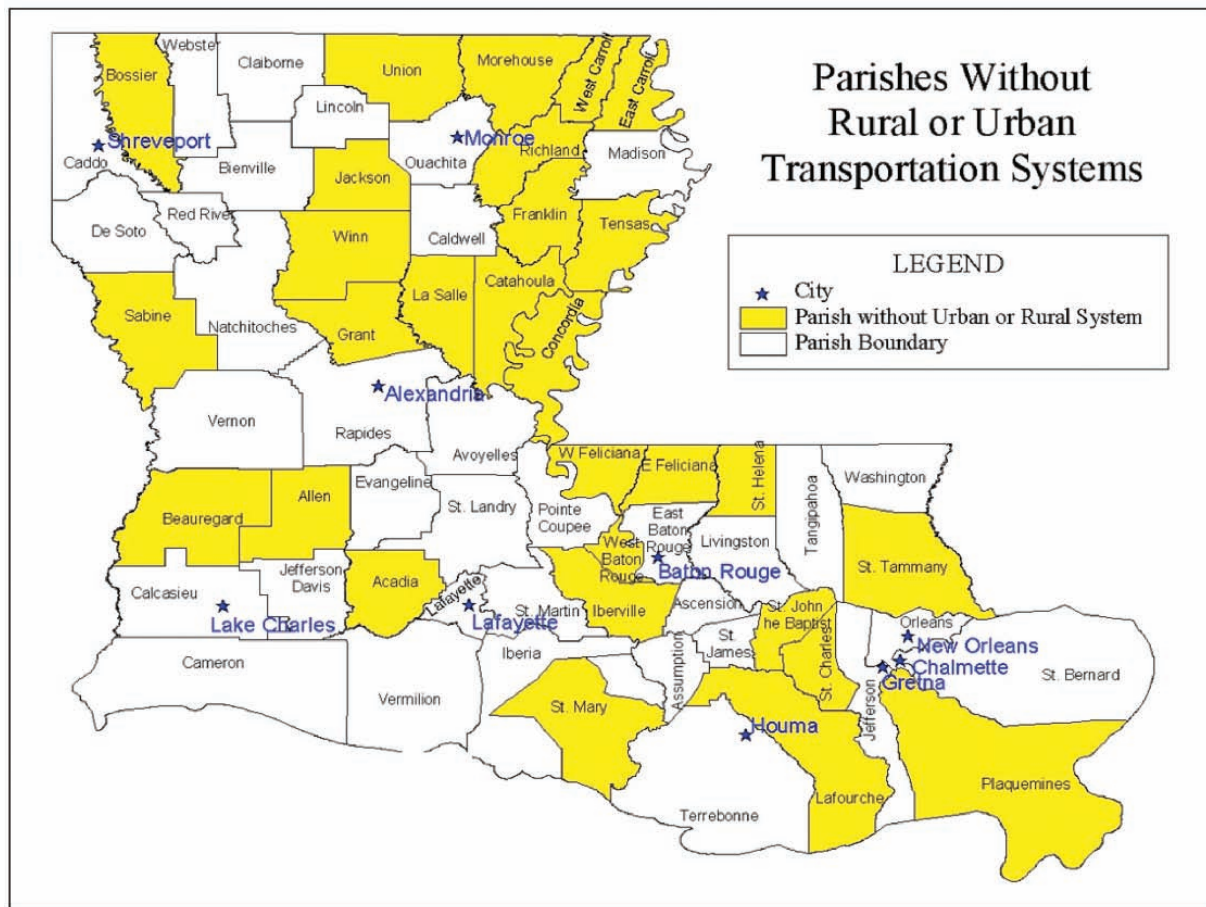 Parishes Without
Rural or Urban
Transportation Systems
LEGEND
City
Parish without Urban or Rural System
Parish Boundary
Webster
Claiborne
Bossier
Union
Morehouse
West Carroll
East Carroll
Lincoln
Shreveport
Monroe
Caddo
Bienville
Ouachita
Richland
Madison
Jackson
Red River
De Soto
Winn
Caldwell
Franklin
Tensas
Sabine
Natchitoches
La Salle
Catahoula
Grant
Concordia
Alexandria
Vernon
Rapides
Avoyelles
W Feliciana
E Feliciana
St. Helena
Tangipahoa
Washington
Beauregard
Allen
Evangeline
St. Landry
Pointe
Coupee
East
Baton
Rouge
Livingston
West
Baton
Rouge
Baton Rouge
St. Tammany
Calcasieu
Jefferson
Davis
Acadia
Lafayette
Lafayette
St. Martin
Iberville
Ascension
St. John
he Baptist
Orleans
Lake Charles
New Orleans
Chalmette
Gretna
St. Bernard
Cameron
Vermilion
Iberia
Assumption
St.
James
St. Charles
Jefferson
St. Mary
Houma
Terrebonne
Lafourche
Plaquemines